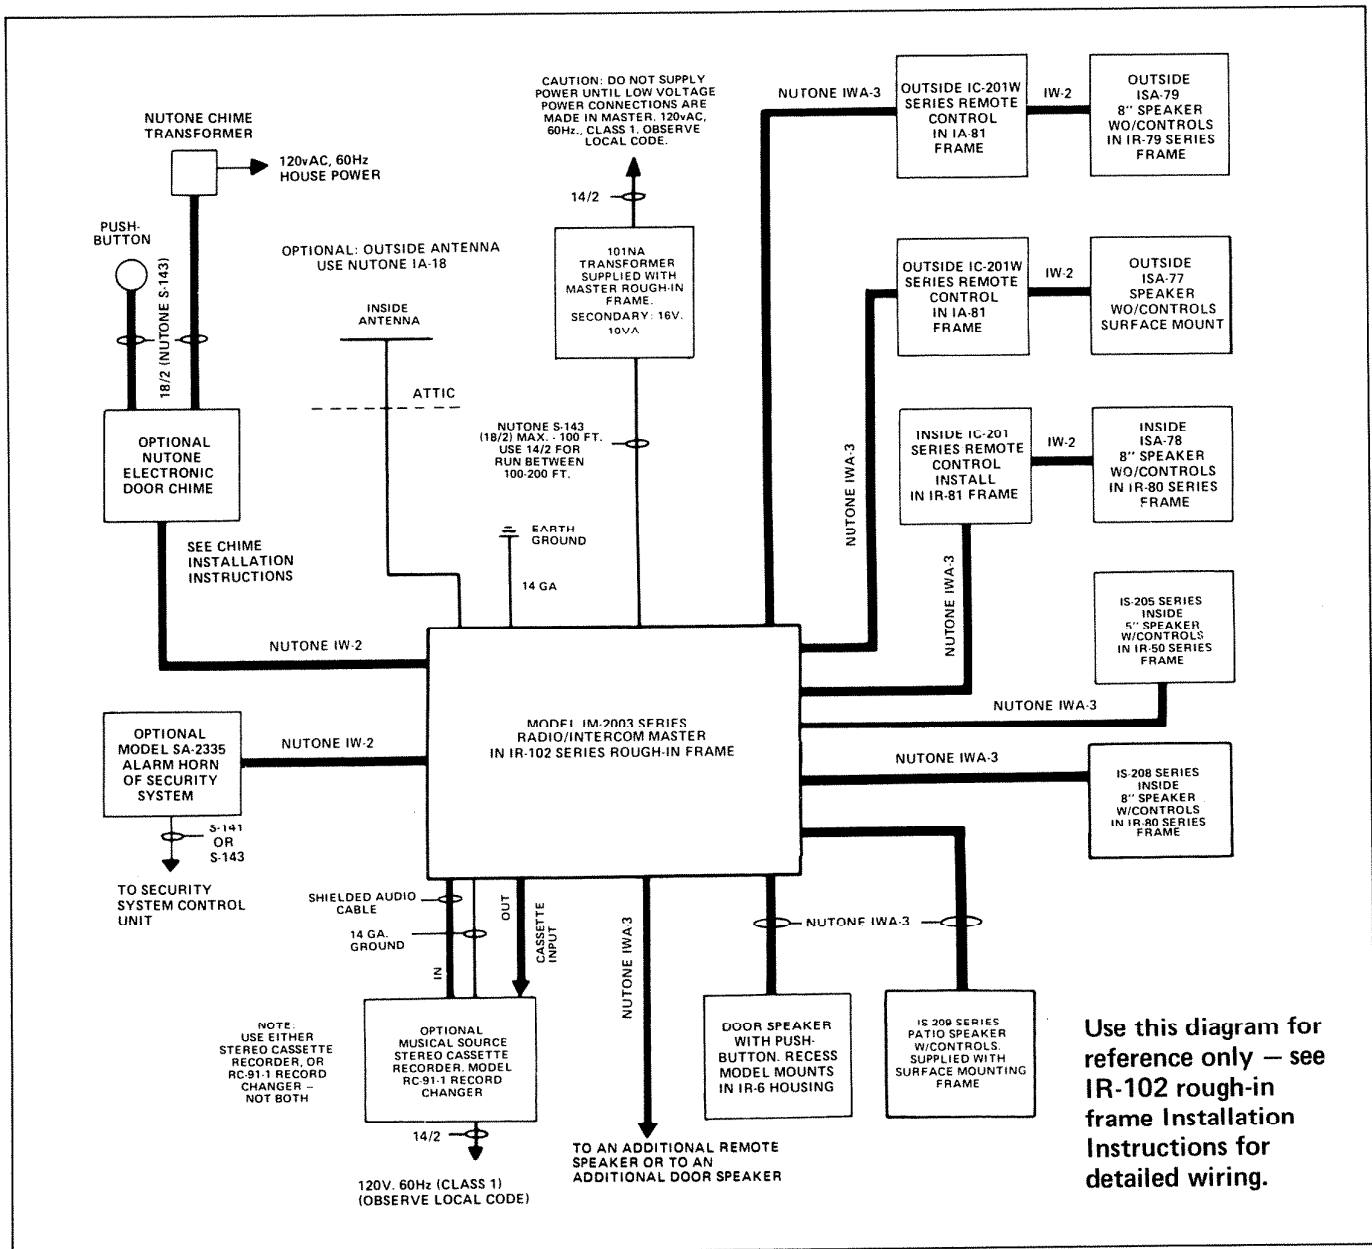 CAUTION: DO NOT SUPPLY
POWER UNTIL LOW VOLTAGE
POWER CONNECTIONS ARE
MADE IN MASTER. 120vAC,
60Hz., CLASS 1. OBSERVE
LOCAL CODE.
NUTONE IWA-3
OUTSIDE IC-201W
SERIES REMOTE
CONTROL
IN IA-81
FRAME
IW-2
OUTSIDE
ISA-79
8" SPEAKER
WO/CONTROLS
IN IR-79 SERIES
FRAME
NUTONE CHIME
TRANSFORMER
120vAC, 60Hz
HOUSE POWER
14/2
PUSH-
BUTTON
18/2 (NUTONE S-143)
OPTIONAL: OUTSIDE ANTENNA
USE NUTONE IA-18
INSIDE
ANTENNA
ATTIC
101NA
TRANSFORMER
SUPPLIED WITH
MASTER ROUGH-IN
FRAME.
SECONDARY: 16V.
10VA
OUTSIDE IC-201W
SERIES REMOTE
CONTROL
IN IA-81
FRAME
IW-2
OUTSIDE
ISA-77
SPEAKER
WO/CONTROLS
SURFACE MOUNT
OPTIONAL
NUTONE
ELECTRONIC
DOOR CHIME
NUTONE S-143
(18/2) MAX. - 100 FT.
USE 14/2 FOR
RUN BETWEEN
100-200 FT.
NUTONE IWA-3
INSIDE IC-201
SERIES REMOTE
CONTROL
INSTALL
IN IR-81 FRAME
IW-2
INSIDE
ISA-78
8" SPEAKER
WO/CONTROLS
IN IR-80 SERIES
FRAME
SEE CHIME
INSTALLATION
INSTRUCTIONS
EARTH
GROUND
14 GA
NUTONE IWA-3
IS-205 SERIES
INSIDE
5" SPEAKER
W/CONTROLS
IN IR-50 SERIES
FRAME
NUTONE IW-2
NUTONE IWA-3
OPTIONAL
MODEL SA-2335
ALARM HORN
OF SECURITY
SYSTEM
NUTONE IW-2
MODEL IM-2003 SERIES
RADIO/INTERCOM MASTER
IN IR-102 SERIES ROUGH-IN FRAME
NUTONE IWA-3
IS-208 SERIES
INSIDE
8" SPEAKER
W/CONTROLS
IN IR-80 SERIES
FRAME
S-141
OR
S-143
TO SECURITY
SYSTEM CONTROL
UNIT
SHIELDED AUDIO
CABLE
14 GA.
GROUND
IN
OUT
CASSETTE
INPUT
NUTONE IWA-3
NUTONE IWA-3
NOTE:
USE EITHER
STEREO CASSETTE
RECORDER, OR
RC-91-1 RECORD
CHANGER –
NOT BOTH
OPTIONAL
MUSICAL SOURCE
STEREO CASSETTE
RECORDER. MODEL
RC-91-1 RECORD
CHANGER
DOOR SPEAKER
WITH PUSH-
BUTTON. RECESS
MODEL MOUNTS
IN IR-6 HOUSING
IS 209 SERIES
PATIO SPEAKER
W/CONTROLS.
SUPPLIED WITH
SURFACE MOUNTING
FRAME
14/2
120V. 60Hz (CLASS 1)
(OBSERVE LOCAL CODE)
TO AN ADDITIONAL REMOTE
SPEAKER OR TO AN
ADDITIONAL DOOR SPEAKER
Use this diagram for
reference only — see
IR-102 rough-in
frame Installation
Instructions for
detailed wiring.